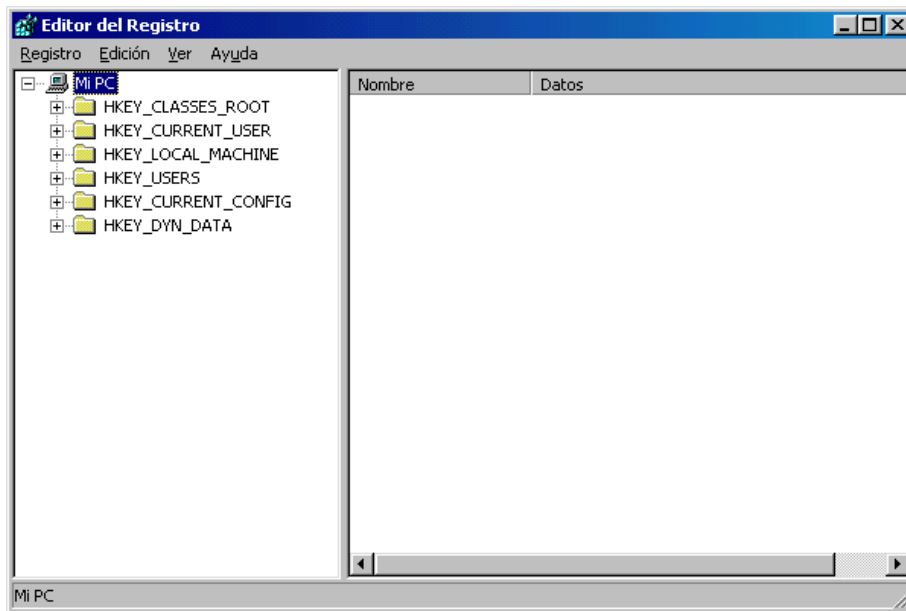 Editor del Registro
Registro Edición Ver Ayuda
Mi PC
HKEY_CLASSES_ROOT
HKEY_CURRENT_USER
HKEY_LOCAL_MACHINE
HKEY_USERS
HKEY_CURRENT_CONFIG
HKEY_DYN_DATA
Nombre Datos
Mi PC